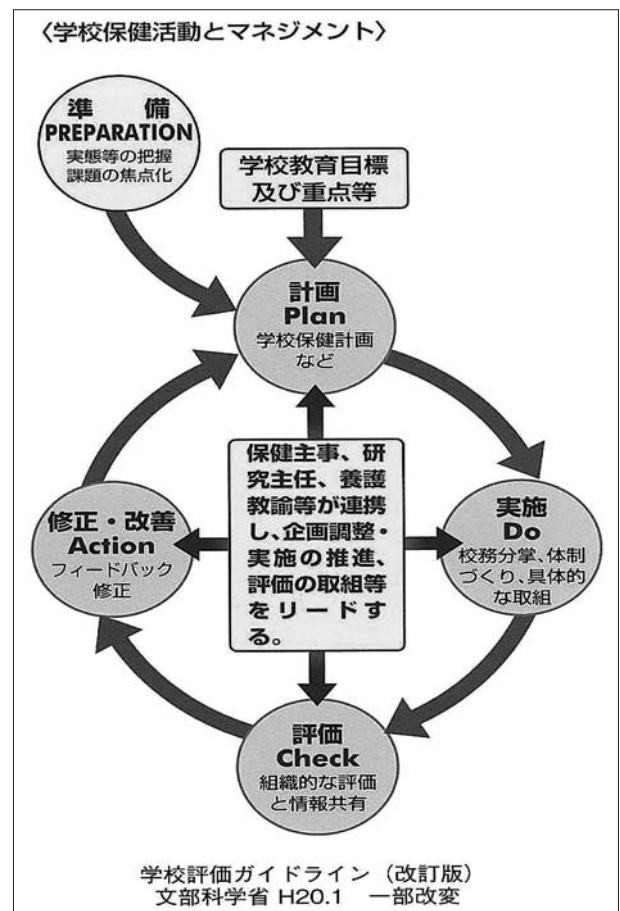 〈学校保健活動とマネジメント〉
準 備
PREPARATION
実態等の把握
課題の焦点化
学校教育目標
及び重点等
計画
Plan
学校保健計画
など
保健主事、研
究主任、養護
教諭等が連携
し、企画調整・
実施の推進、
評価の取組等
をリードす
る。
修正・改善
Action
フィードバック
修正
実施
Do
校務分掌、体制
づくり、具体的
な取組
評価
Check
組織的な評価
と情報共有
学校評価ガイドライン（改訂版）
文部科学省 H20.1　一部改変